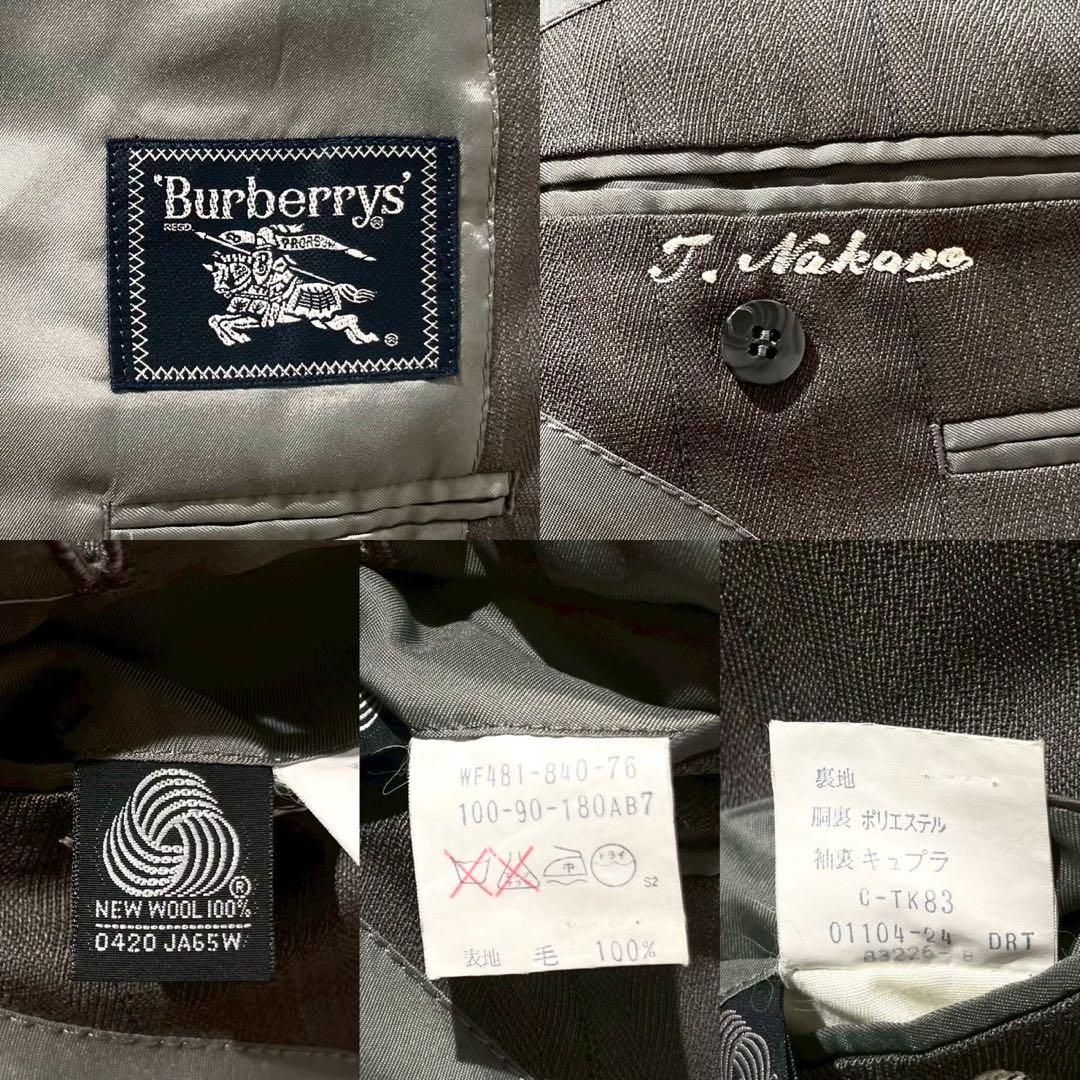 'Burberrys'
®
REGD.
PRORSUM
®
T. Nakano
®
NEW WOOL 100%
0420 JA65W
WF481-840-76
100-90-180AB7
中 ドライ
S2
表地 毛 100%
裏地
胴裏 ポリエステル
袖裏 キュプラ
C-TK83
01104-24 DRT